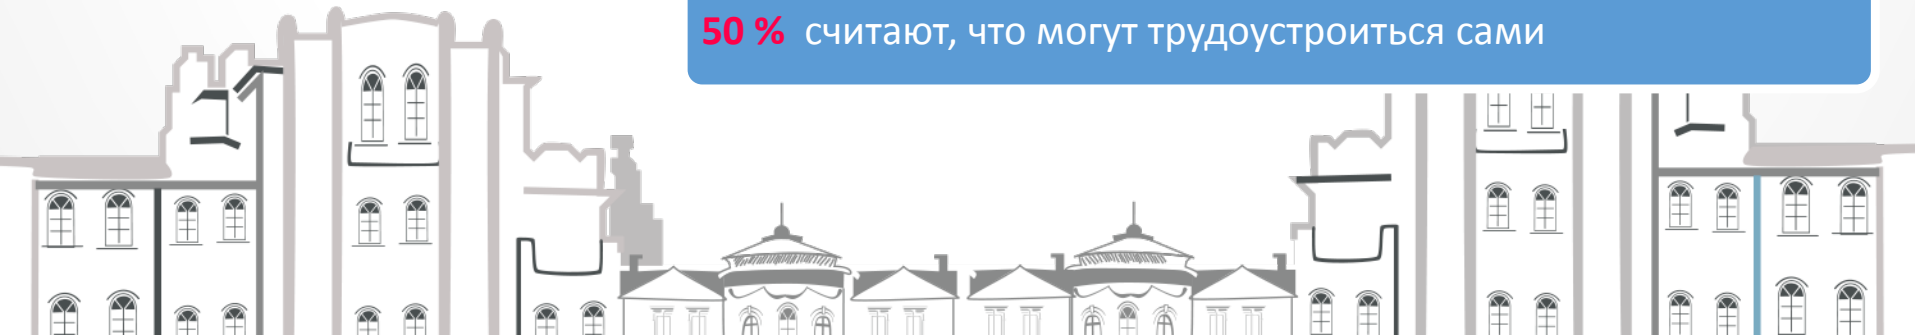 50 % считают, что могут трудоустроиться сами